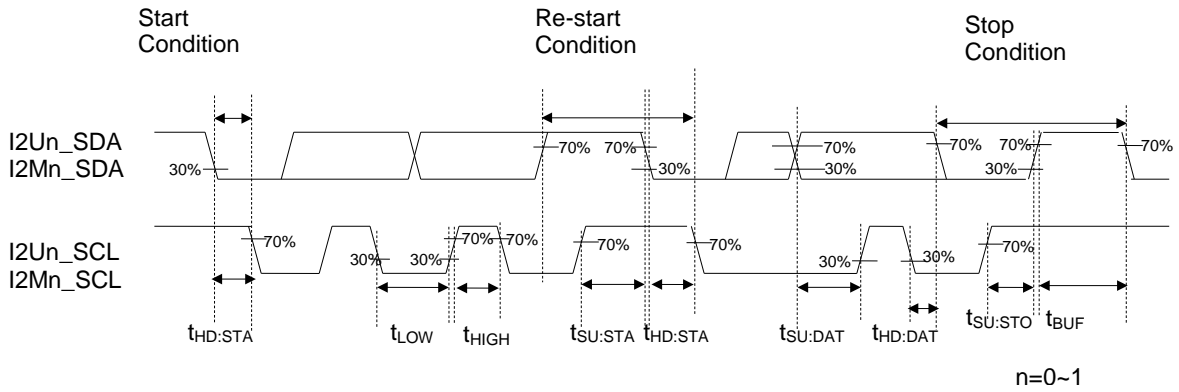 Start
Condition
Re-start
Condition
Stop
Condition
I2Un_SDA
I2Mn_SDA
30%
70%
70%
30%
70%
30%
70%
30%
70%
70%
I2Un_SCL
I2Mn_SCL
70%
30%
30%
70%
70%
70%
70%
30%
30%
70%
tHD:STA
tLOW
tHIGH
tSU:STA
tHD:STA
tSU:DAT
tHD:DAT
tSU:STO
tBUF
n=0~1